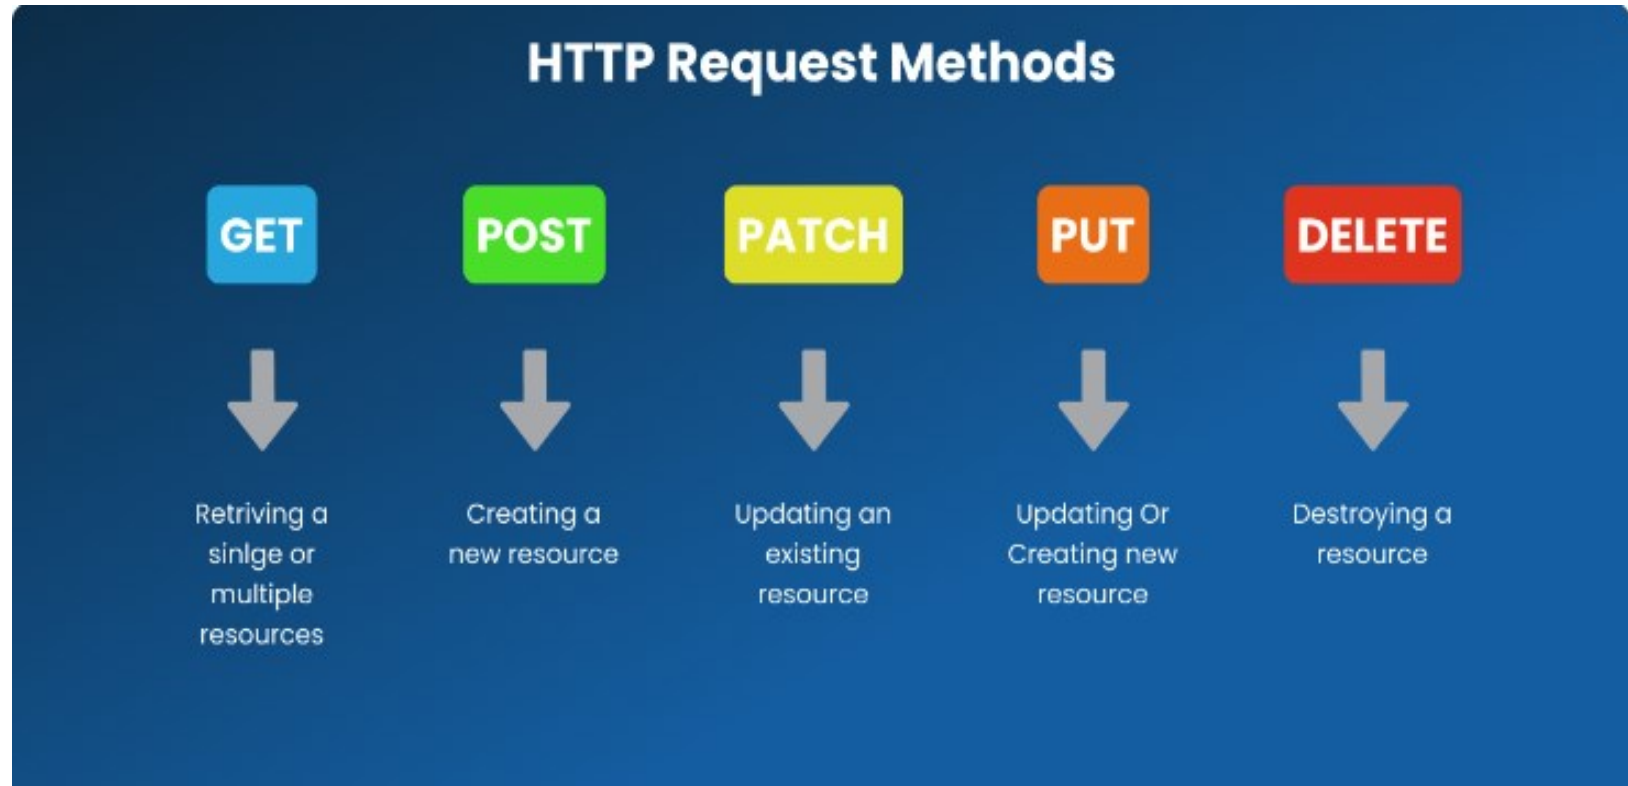 HTTP Request Methods
GET
POST
PATCH
PUT
DELETE
Retriving a
sinlge or
multiple
resources
Creating a
new resource
Updating an
existing
resource
Updating Or
Creating new
resource
Destroying a
resource